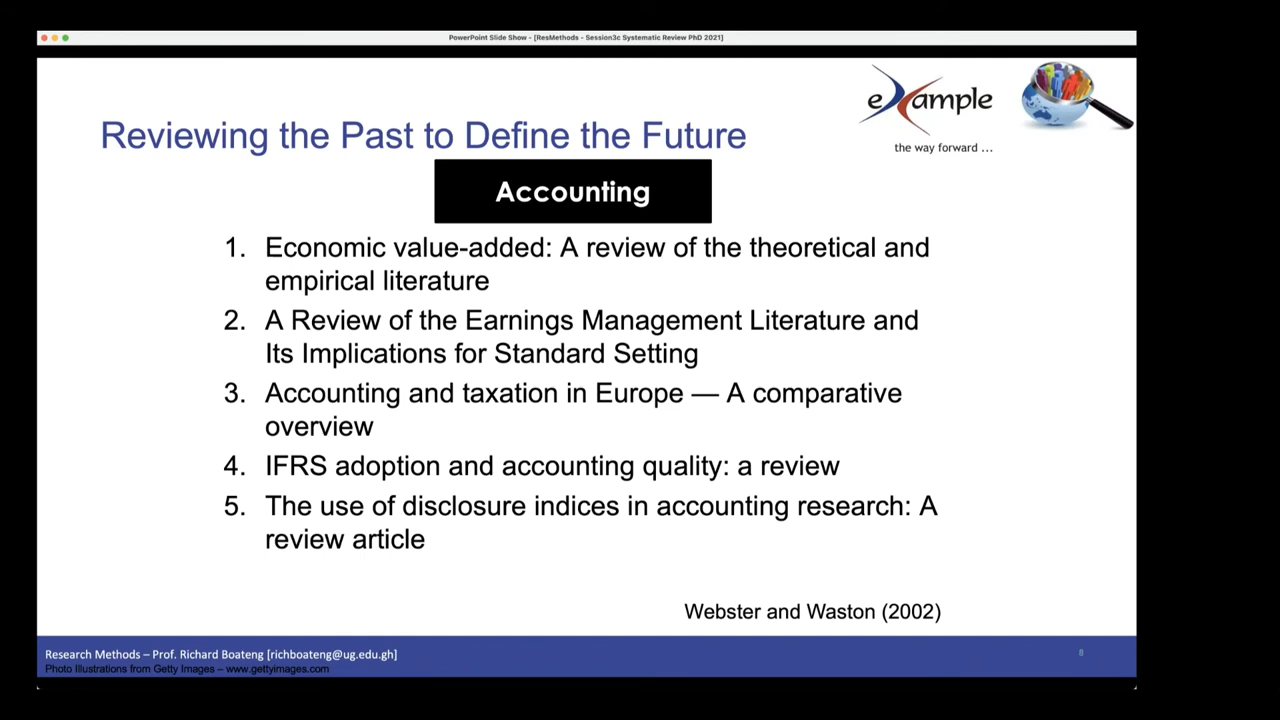 PowerPoint Slide Show - [ResMethods - Session3c Systematic Review PhD 2021]
eXample
the way forward ...
Reviewing the Past to Define the Future
Accounting
1. Economic value-added: A review of the theoretical and
empirical literature
2. A Review of the Earnings Management Literature and
Its Implications for Standard Setting
3. Accounting and taxation in Europe — A comparative
overview
4. IFRS adoption and accounting quality: a review
5. The use of disclosure indices in accounting research: A
review article
Webster and Waston (2002)
Research Methods – Prof. Richard Boateng [richboateng@ug.edu.gh]
Photo Illustrations from Getty Images – www.gettyimages.com
8